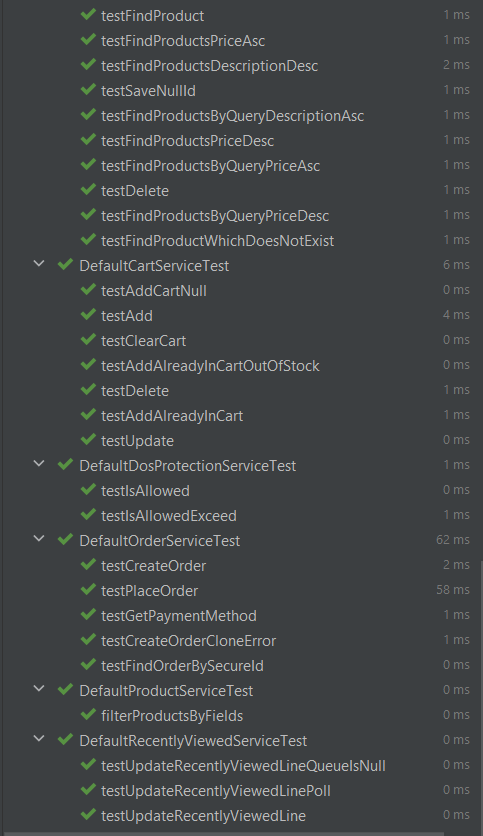 testFindProduct 1 ms
testFindProductsPriceAsc 1 ms
testFindProductsDescriptionDesc 2 ms
testSaveNullId 1 ms
testFindProductsByQueryDescriptionAsc 1 ms
testFindProductsPriceDesc 1 ms
testFindProductsByQueryPriceAsc 1 ms
testDelete 1 ms
testFindProductsByQueryPriceDesc 1 ms
testFindProductWhichDoesNotExist 1 ms
DefaultCartServiceTest 6 ms
testAddCartNull 0 ms
testAdd 4 ms
testClearCart 0 ms
testAddAlreadyInCartOutOfStock 0 ms
testDelete 1 ms
testAddAlreadyInCart 1 ms
testUpdate 0 ms
DefaultDosProtectionServiceTest 1 ms
testIsAllowed 0 ms
testIsAllowedExceed 1 ms
DefaultOrderServiceTest 62 ms
testCreateOrder 2 ms
testPlaceOrder 58 ms
testGetPaymentMethod 1 ms
testCreateOrderCloneError 1 ms
testFindOrderBySecureId 0 ms
DefaultProductServiceTest 0 ms
filterProductsByFields 0 ms
DefaultRecentlyViewedServiceTest 0 ms
testUpdateRecentlyViewedLineQueueIsNull 0 ms
testUpdateRecentlyViewedLinePoll 0 ms
testUpdateRecentlyViewedLine 0 ms